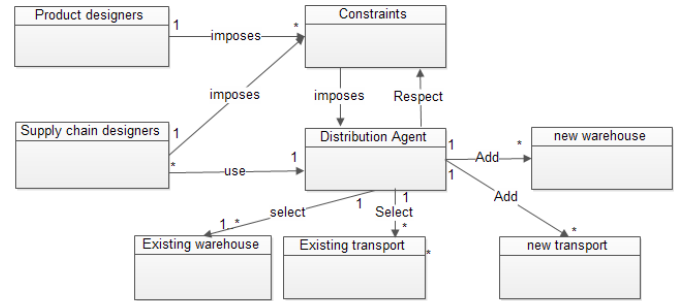 Product designers
1
imposes
*
Constraints
imposes
imposes
Respect
Supply chain designers
1
*
use
1
Distribution Agent
1
Add
*
new warehouse
1
Add
*
select
1
1..*
Select
1
*
Existing warehouse
Existing transport
*
new transport